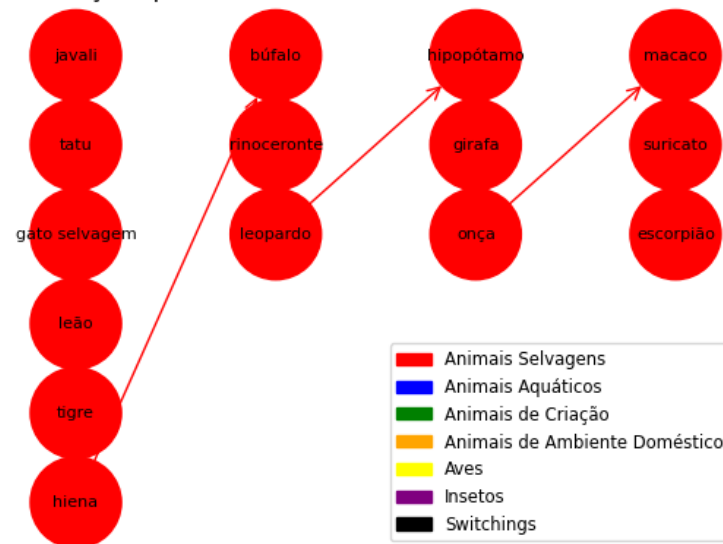 javali
tatu
gato selvagem
leão
tigre
hiena
búfalo
rinoceronte
leopardo
hipopótamo
girafa
onça
macaco
suricato
escorpião
Animais Selvagens
Animais Aquáticos
Animais de Criação
Animais de Ambiente Doméstico
Aves
Insetos
Switchings